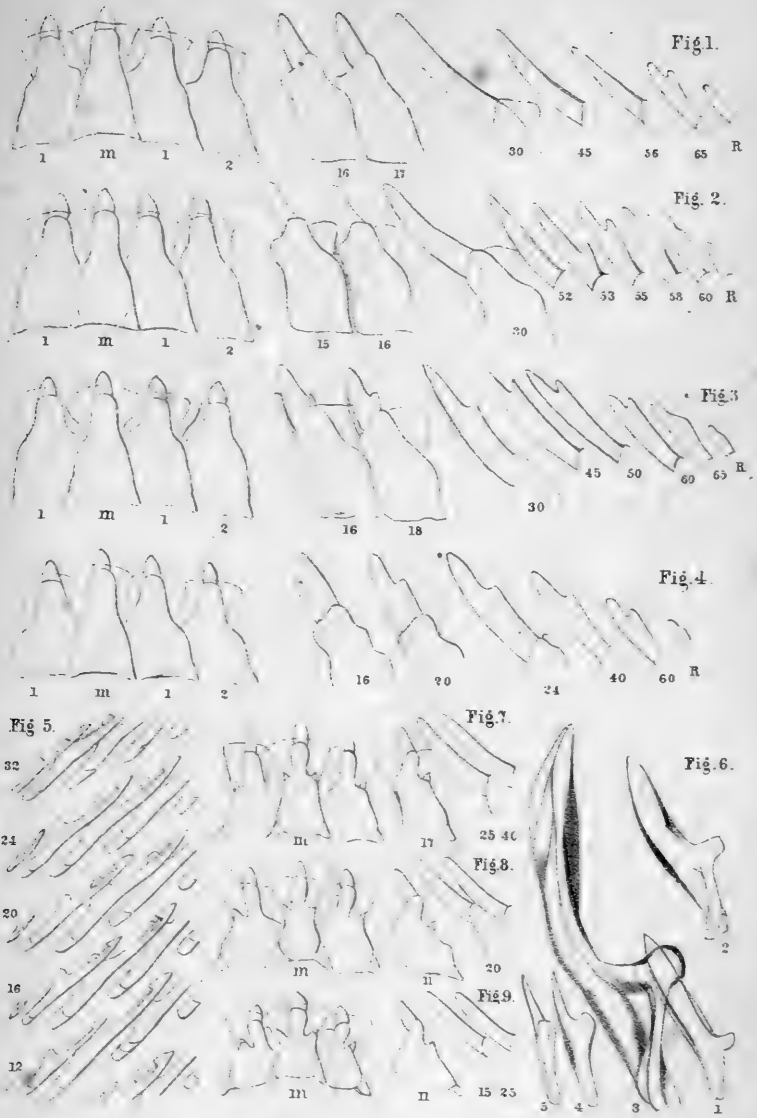 Fig.1.
1 m 1 2 16 17 30 45 56 65 R
Fig. 2.
1 m 1 2 15 16 30 52 53 55 58 60 R
Fig.3
1 m 1 2 16 18 30 45 50 60 65 R
Fig.4.
1 m 1 2 16 20 24 40 60 R
Fig 5.
32
24
20
16
12
Fig.7.
m 17 25 40
Fig.8.
m n 20
Fig.9.
m n 15 25
Fig.6.
2
5 4 3 1